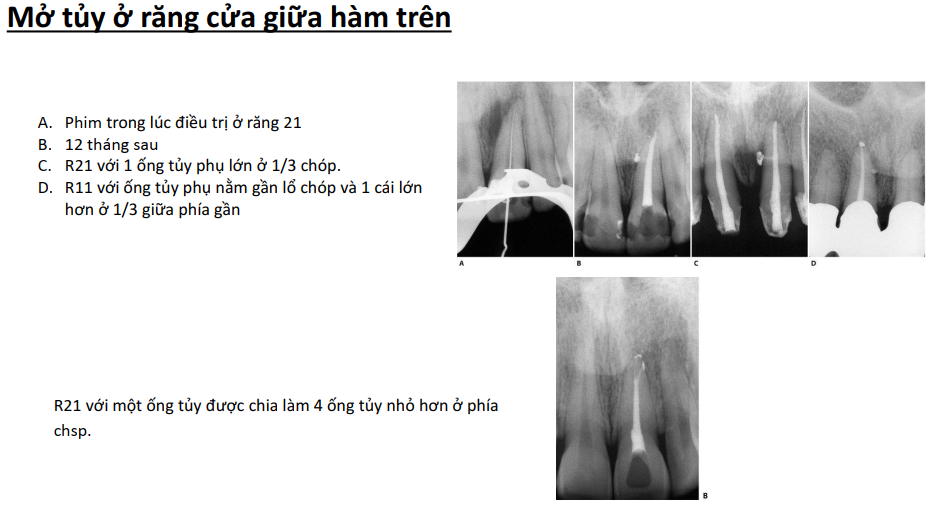 Mở tủy ở răng cửa giữa hàm trên
A. Phim trong lúc điều trị ở răng 21
B. 12 tháng sau
C. R21 với 1 ống tủy phụ lớn ở 1/3 chóp.
D. R11 với ống tủy phụ nằm gần lổ chóp và 1 cái lớn
hơn ở 1/3 giữa phía gần
A B C D
R21 với một ống tủy được chia làm 4 ống tủy nhỏ hơn ở phía
chsp.
B